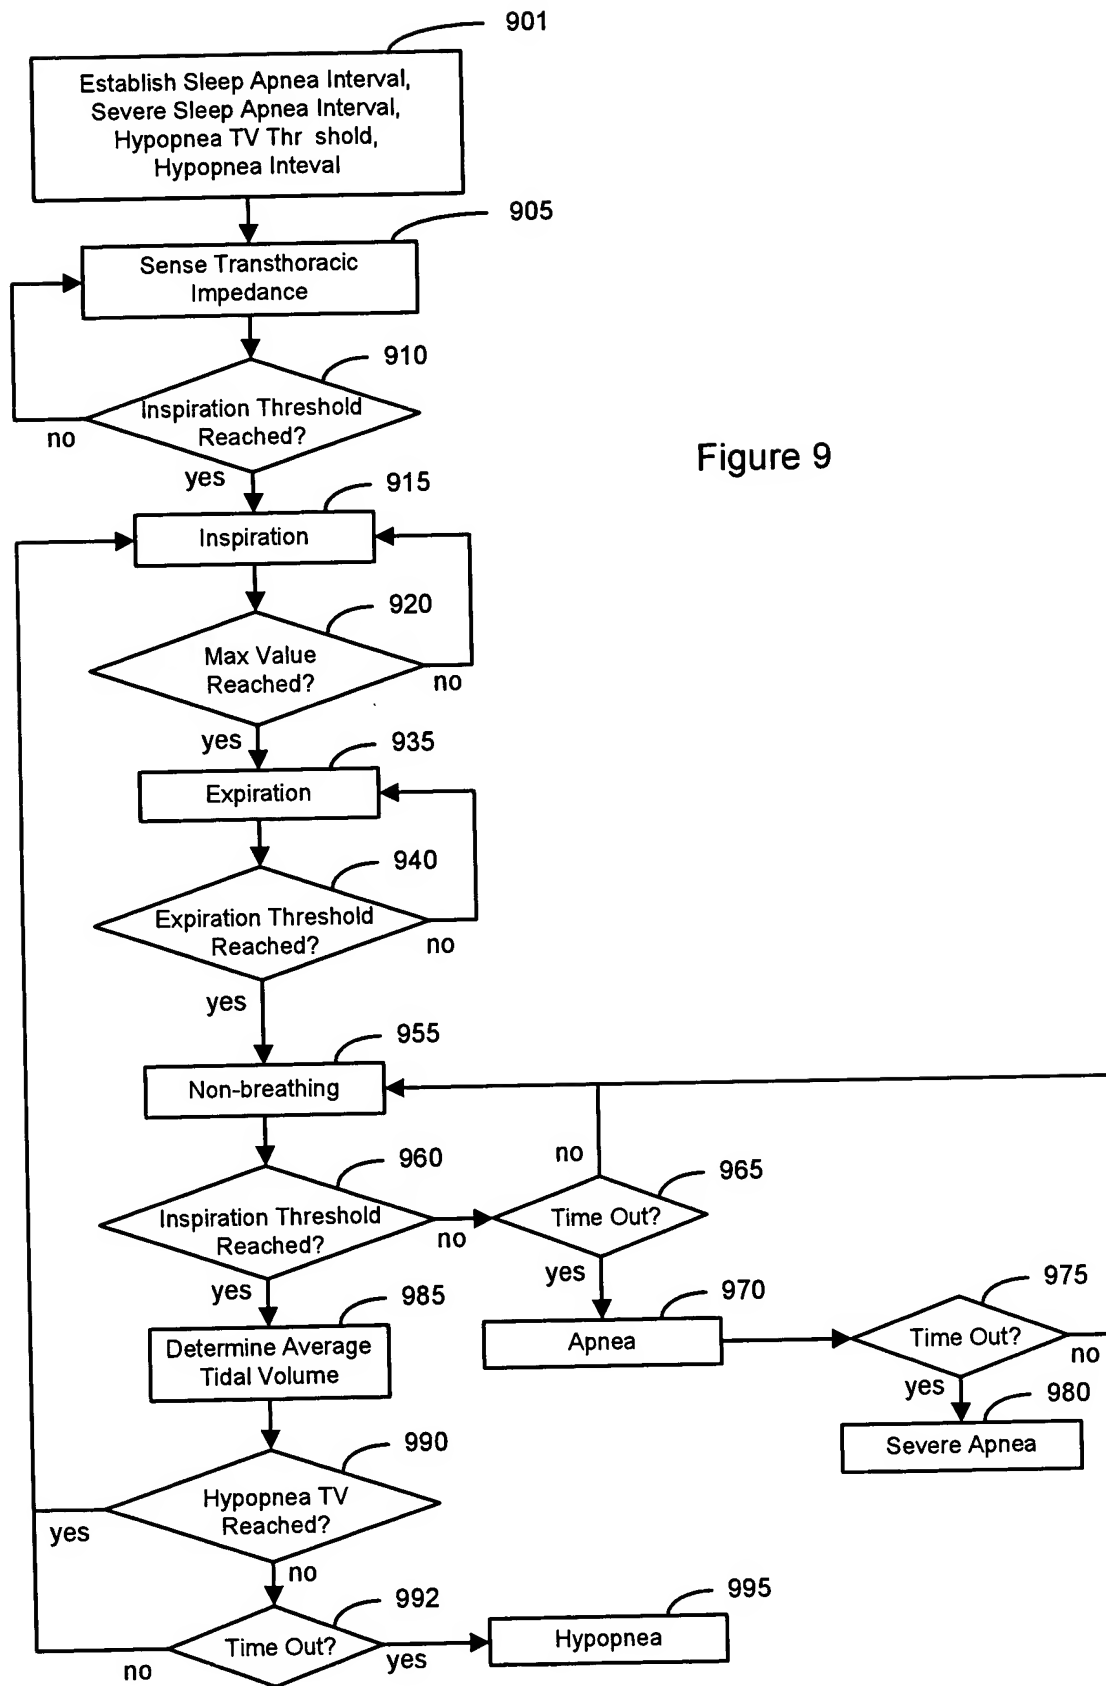 901
Establish Sleep Apnea Interval,
Severe Sleep Apnea Interval,
Hypopnea TV Thr shold,
Hypopnea Inteval
905
Sense Transthoracic
Impedance
910
Inspiration Threshold
Reached?
no
yes
Figure 9
915
Inspiration
920
Max Value
Reached?
no
yes
935
Expiration
940
Expiration Threshold
Reached?
no
yes
955
Non-breathing
960
Inspiration Threshold
Reached?
no
yes
no
965
Time Out?
yes
970
Apnea
975
Time Out?
no
yes
980
Severe Apnea
985
Determine Average
Tidal Volume
990
Hypopnea TV
Reached?
yes
no
992
Time Out?
no
yes
995
Hypopnea